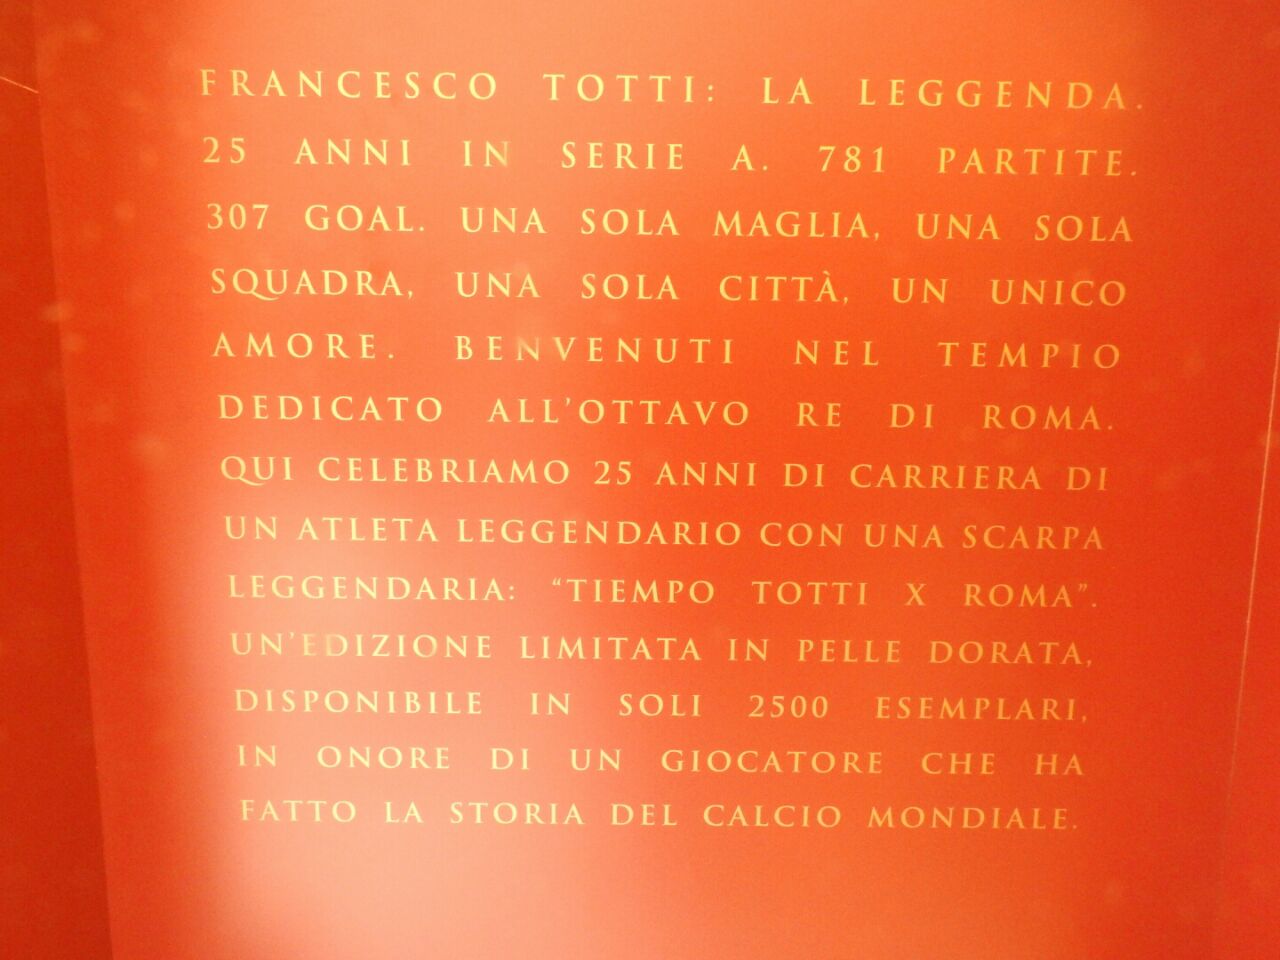 FRANCESCO TOTTI: LA LEGGENDA.
25 ANNI IN SERIE A. 781 PARTITE.
307 GOAL. UNA SOLA MAGLIA, UNA SOLA
SQUADRA, UNA SOLA CITTÀ, UN UNICO
AMORE. BENVENUTI NEL TEMPIO
DEDICATO ALL'OTTAVO RE DI ROMA.
QUI CELEBRIAMO 25 ANNI DI CARRIERA DI
UN ATLETA LEGGENDARIO CON UNA SCARPA
LEGGENDARIA: “TIEMPO TOTTI X ROMA”.
UN'EDIZIONE LIMITATA IN PELLE DORATA,
DISPONIBILE IN SOLI 2500 ESEMPLARI,
IN ONORE DI UN GIOCATORE CHE HA
FATTO LA STORIA DEL CALCIO MONDIALE.